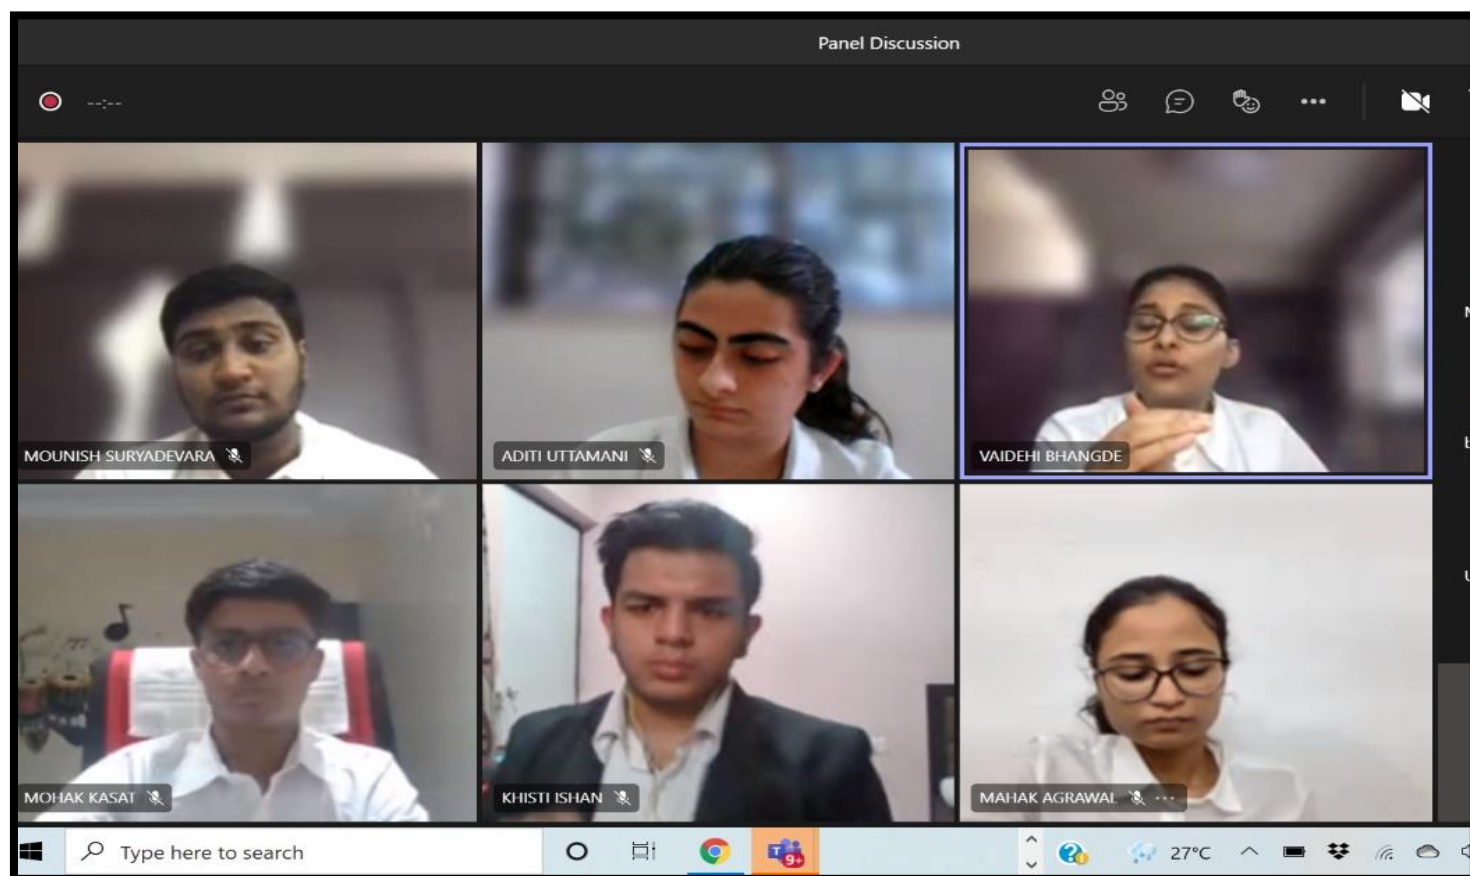 Panel Discussion
--:--
MOUNISH SURYADEVARA
ADITI UTTAMANI
VAIDEHI BHANGDE
MOHAK KASAT
KHISTI ISHAN
MAHAK AGRAWAL
Type here to search
9+
27°C